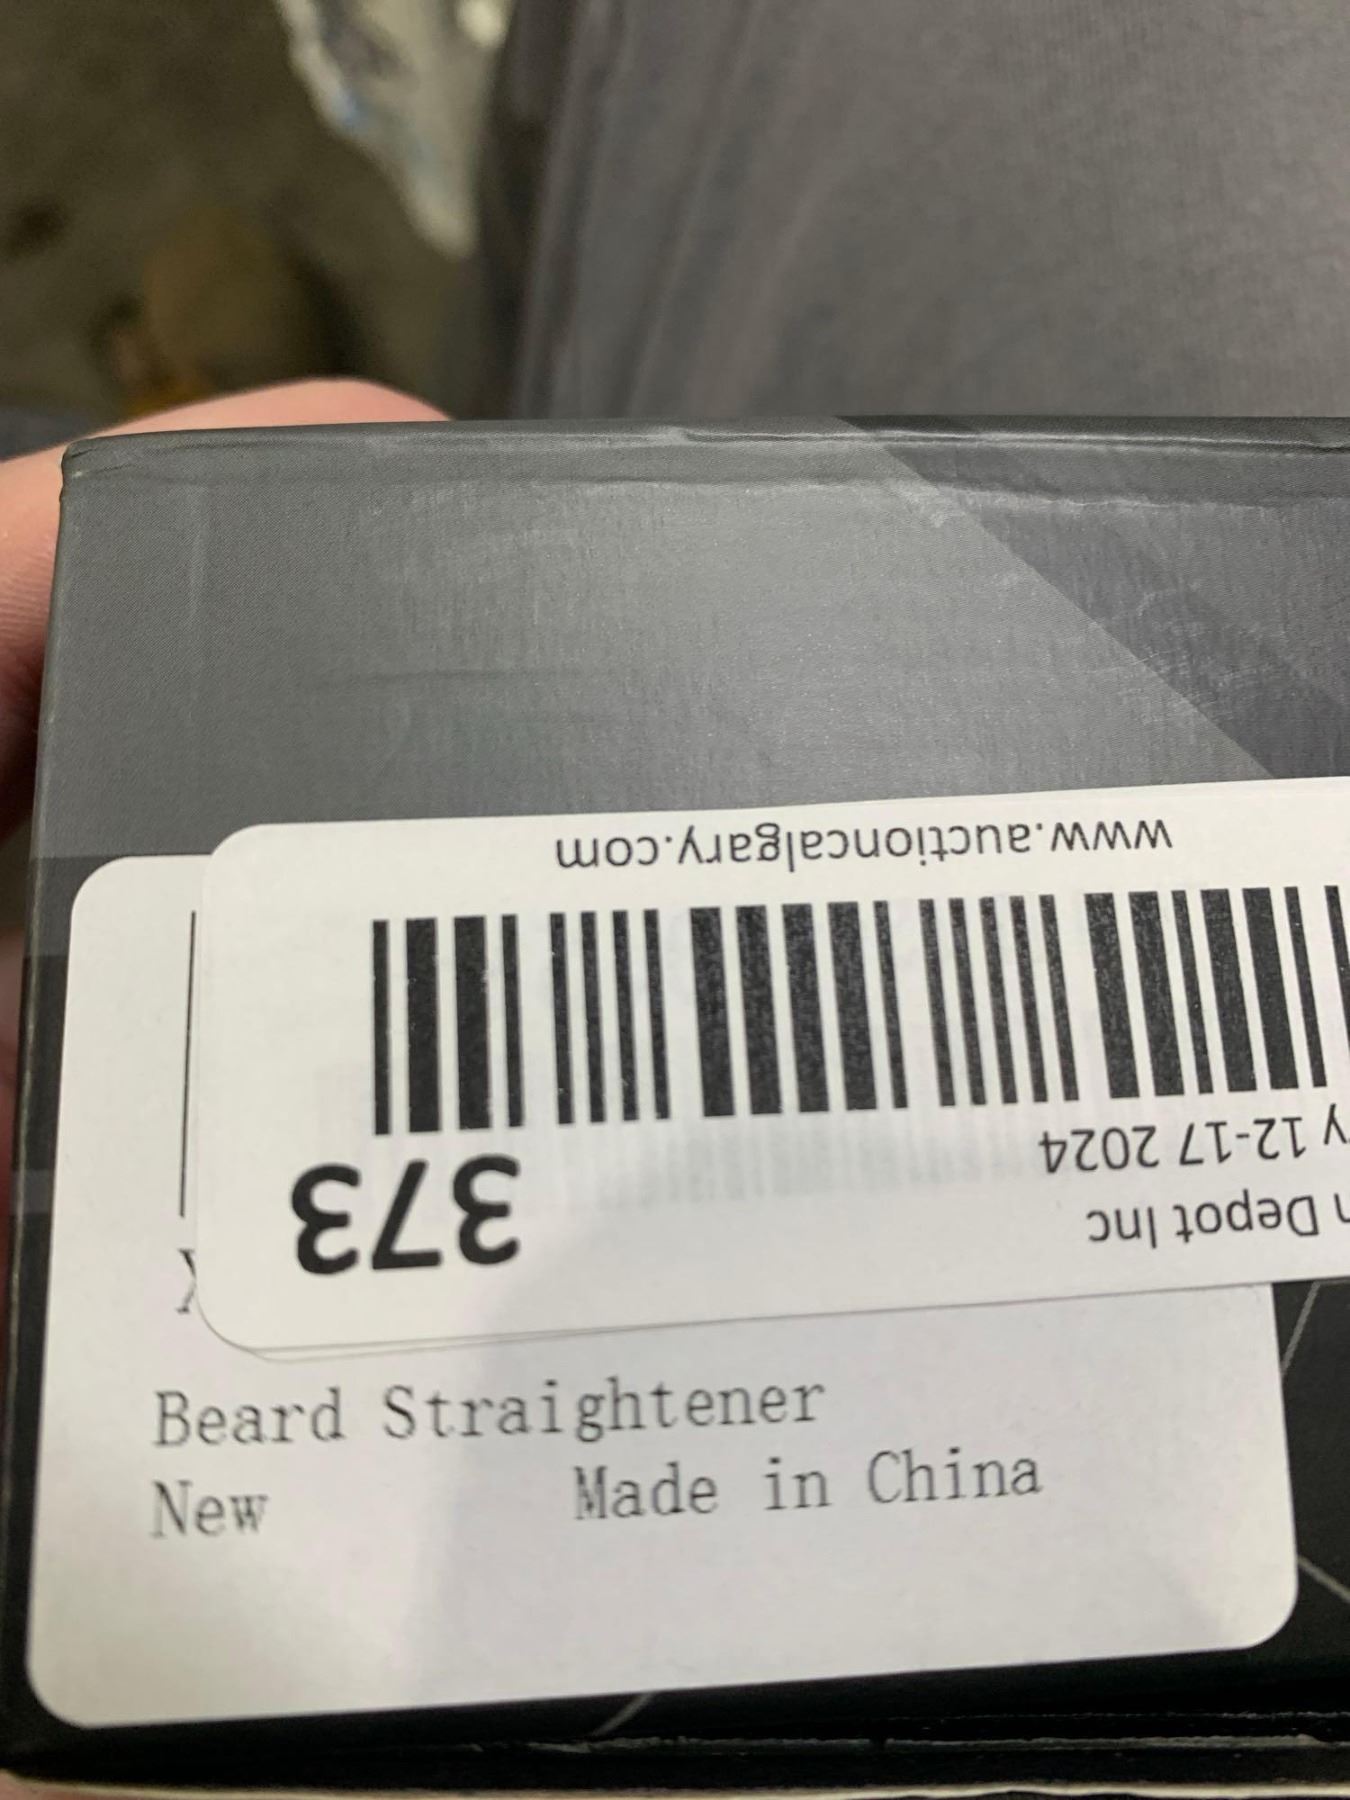 www.auctioncalgary.com
373
12-17 2024
Depot Inc
Beard Straightener
New Made in China